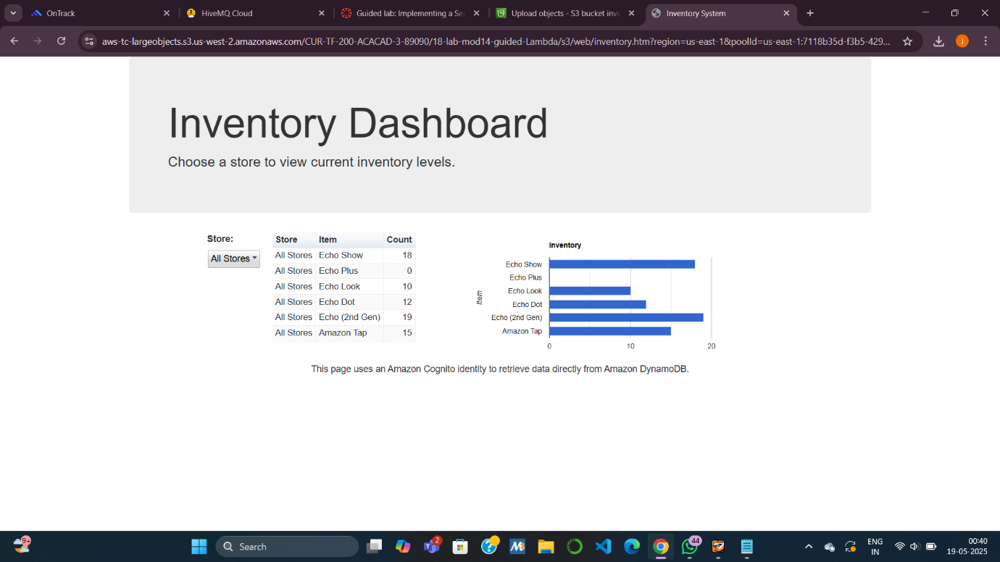 OnTrack
HiveMQ Cloud
Guided lab: Implementing a Se
Upload objects - S3 bucket inve
Inventory System
aws-tc-largeobjects.s3.us-west-2.amazonaws.com/CUR-TF-200-ACACAD-3-89090/18-lab-mod14-guided-Lambda/s3/web/inventory.htm?region=us-east-1&poolId=us-east-1:7118b35d-f3b5-429...
j
Inventory Dashboard
Choose a store to view current inventory levels.
Store:
All Stores
Store Item Count
All Stores Echo Show 18
All Stores Echo Plus 0
All Stores Echo Look 10
All Stores Echo Dot 12
All Stores Echo (2nd Gen) 19
All Stores Amazon Tap 15
Inventory
Item
Echo Show
Echo Plus
Echo Look
Echo Dot
Echo (2nd Gen)
Amazon Tap
0 10 20
This page uses an Amazon Cognito identity to retrieve data directly from Amazon DynamoDB.
9+
Search
2
44
ENG
IN
00:40
19-05-2025